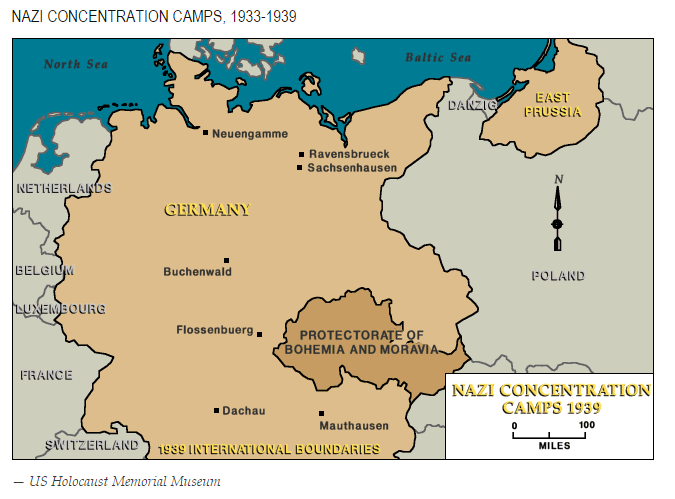 NAZI CONCENTRATION CAMPS, 1933-1939
North Sea
Baltic Sea
DANZIG
EAST
PRUSSIA
Neuengamme
Ravensbrueck
Sachsenhausen
NETHERLANDS
N
GERMANY
BELGIUM
Buchenwald
POLAND
LUXEMBOURG
Flossenbuerg
PROTECTORATE OF
BOHEMIA AND MORAVIA
FRANCE
NAZI CONCENTRATION
CAMPS 1939
0 100
MILES
Dachau
Mauthausen
SWITZERLAND
1939 INTERNATIONAL BOUNDARIES
— US Holocaust Memorial Museum